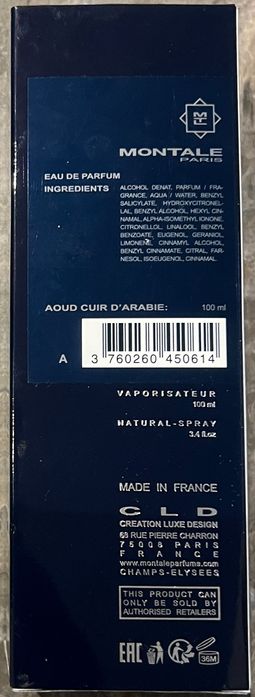 MONTALE
PARIS
EAU DE PARFUM
INGREDIENTS
ALCOHOL DENAT, PARFUM / FRA-
GRANCE, AQUA / WATER, BENZYL
SALICYLATE, HYDROXYCITRONEL-
LAL, BENZYL ALCOHOL, HEXYL CIN-
NAMAL, ALPHA-ISOMETHYL IONONE,
CITRONELLOL, LINALOOL, BENZYL
BENZOATE, EUGENOL, GERANIOL,
LIMONENE, CINNAMYL ALCOHOL,
BENZYL CINNAMATE, CITRAL, FAR-
NESOL, ISOEUGENOL, CINNAMAL.
AOUD CUIR D'ARABIE: 100 ml
A 3 760260 450614
VAPORISATEUR
100 ml
NATURAL-SPRAY
3.4 fl.oz
MADE IN FRANCE
CLD
CREATION LUXE DESIGN
68 RUE PIERRE CHARRON
75008 PARIS
FRANCE
www.montaleparfums.com
CHAMPS-ELYSEES
THIS PRODUCT CAN
ONLY BE SOLD BY
AUTHORISED RETAILERS
EAC
36M